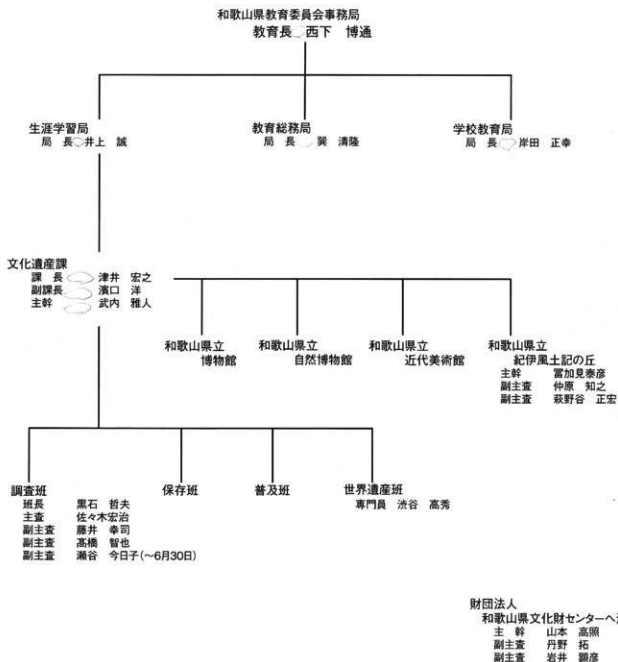 和歌山県教育委員会事務局
教育長 西下 博通
生涯学習局
局 長 井上 誠
教育総務局
局 長 巽 清隆
学校教育局
局 長 岸田 正幸
文化遺産課
課 長 津井 宏之
副課長 濱口 洋
主幹 武内 雅人
和歌山県立
博物館
和歌山県立
自然博物館
和歌山県立
近代美術館
和歌山県立
紀伊風土記の丘
主幹 冨加見泰彦
副主査 仲原 知之
副主査 萩野谷 正宏
調査班
班長 黒石 哲夫
主査 佐々木宏治
副主査 藤井 幸司
副主査 髙橋 智也
副主査 瀬谷 今日子(~6月30日)
保存班
普及班
世界遺産班
専門員 渋谷 高秀
財団法人
和歌山県文化財センターへ
主 幹 山本 高照
副主査 丹野 拓
副主査 岩井 顕彦